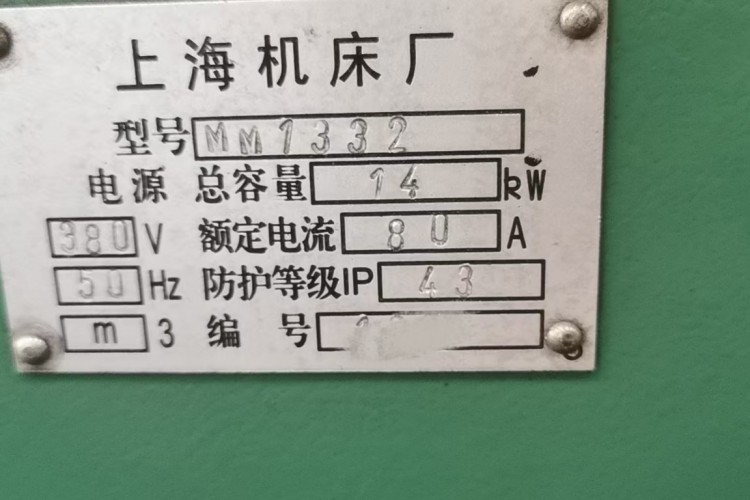 上海机床厂
型号 MM1332
电源 总容量 14 kW
380 V 额定电流 80 A
50 Hz 防护等级IP 43
m 3 编号